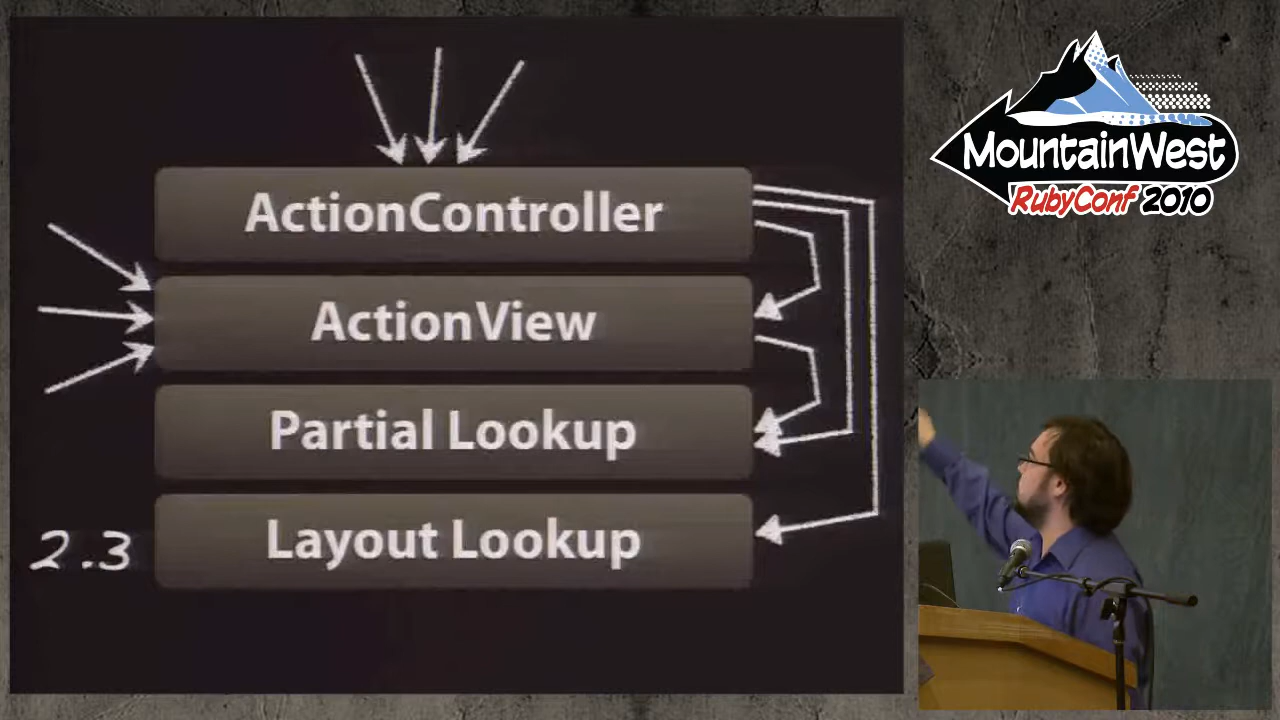 ActionController
ActionView
Partial Lookup
Layout Lookup
2.3
MountainWest
RubyConf 2010